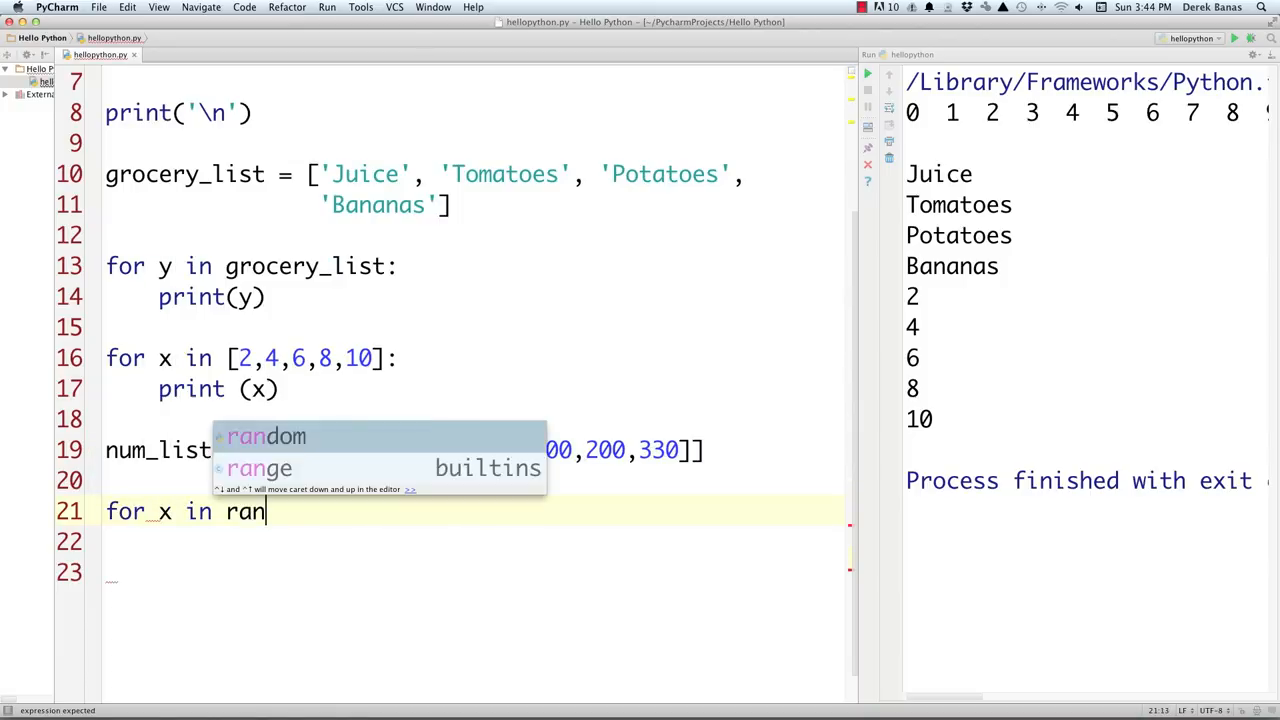 PyCharm File Edit View Navigate Code Refactor Run Tools VCS Window Help 10 Sun 3:44 PM Derek Banas
hellopython.py – Hello Python – [~/PycharmProjects/Hello Python]
Hello Python hellopython.py hellopython
hellopython.py Run hellopython
Hello P
hell
Externa
7
8 print('\n')
9
10 grocery_list = ['Juice', 'Tomatoes', 'Potatoes',
11 'Bananas']
12
13 for y in grocery_list:
14 print(y)
15
16 for x in [2,4,6,8,10]:
17 print (x)
18
19 num_list 00,200,330]]
random
range builtins
^↓ and ^↑ will move caret down and up in the editor >>
20
21 for x in ran
22
23
/Library/Frameworks/Python.
0 1 2 3 4 5 6 7 8
Juice
Tomatoes
Potatoes
Bananas
2
4
6
8
10
Process finished with exit
expression expected 21:13 LF UTF-8